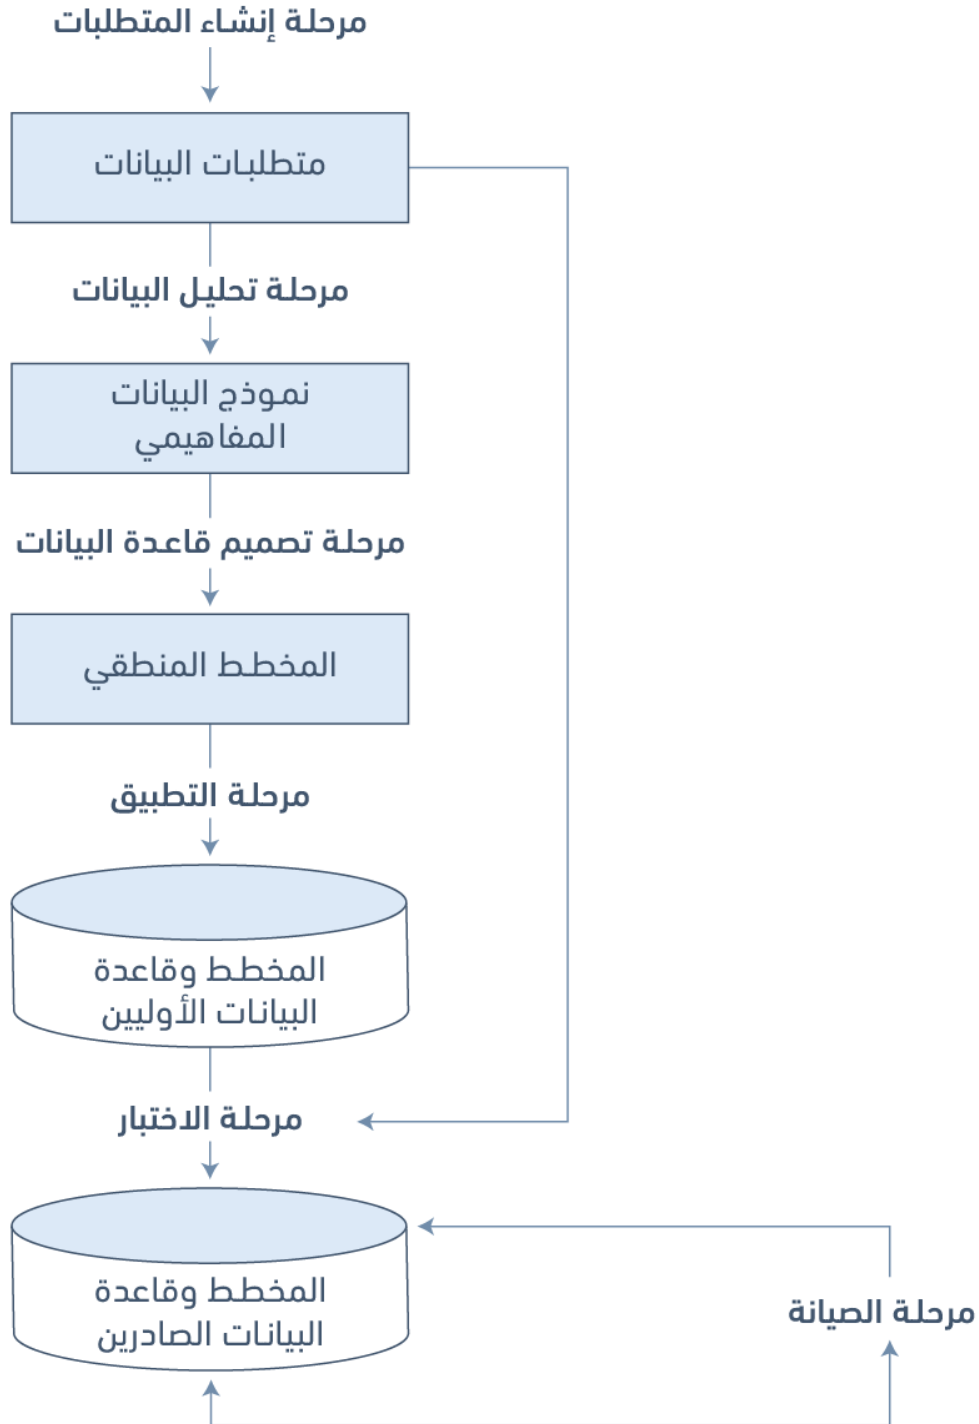 مرحلة إنشاء المتطلبات
متطلبات البيانات
مرحلة تحليل البيانات
نموذج البيانات
المفاهيمي
مرحلة تصميم قاعدة البيانات
المخطط المنطقي
مرحلة التطبيق
المخطط وقاعدة
البيانات الأوليين
مرحلة الاختبار
المخطط وقاعدة
البيانات الصادرين
مرحلة الصيانة